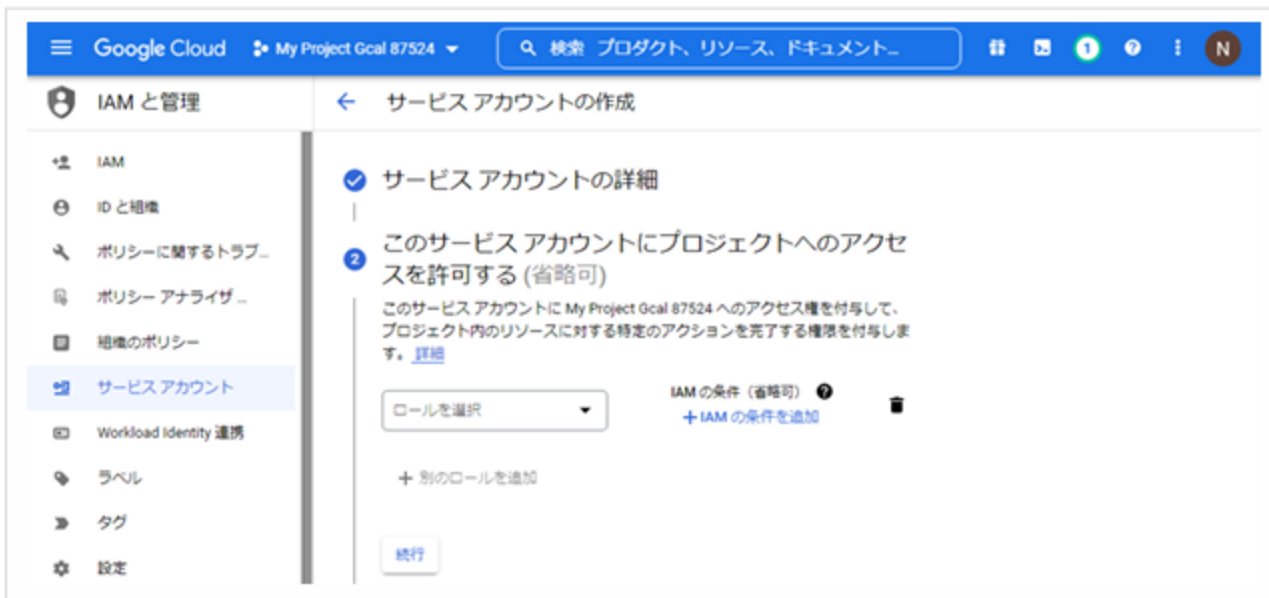 Google Cloud My Project Gcal 87524 検索 プロダクト、リソース、ドキュメント... 1 N
IAM と管理
サービス アカウントの作成
IAM
ID と組織
ポリシーに関するトラブ...
ポリシー アナライザ ...
組織のポリシー
サービス アカウント
Workload Identity 連携
ラベル
タグ
設定
サービス アカウントの詳細
2
このサービス アカウントにプロジェクトへのアクセ
スを許可する (省略可)
このサービス アカウントに My Project Gcal 87524 へのアクセス権を付与して、
プロジェクト内のリソースに対する特定のアクションを完了する権限を付与しま
す。 詳細
ロールを選択
IAM の条件（省略可）
+ IAM の条件を追加
+ 別のロールを追加
続行